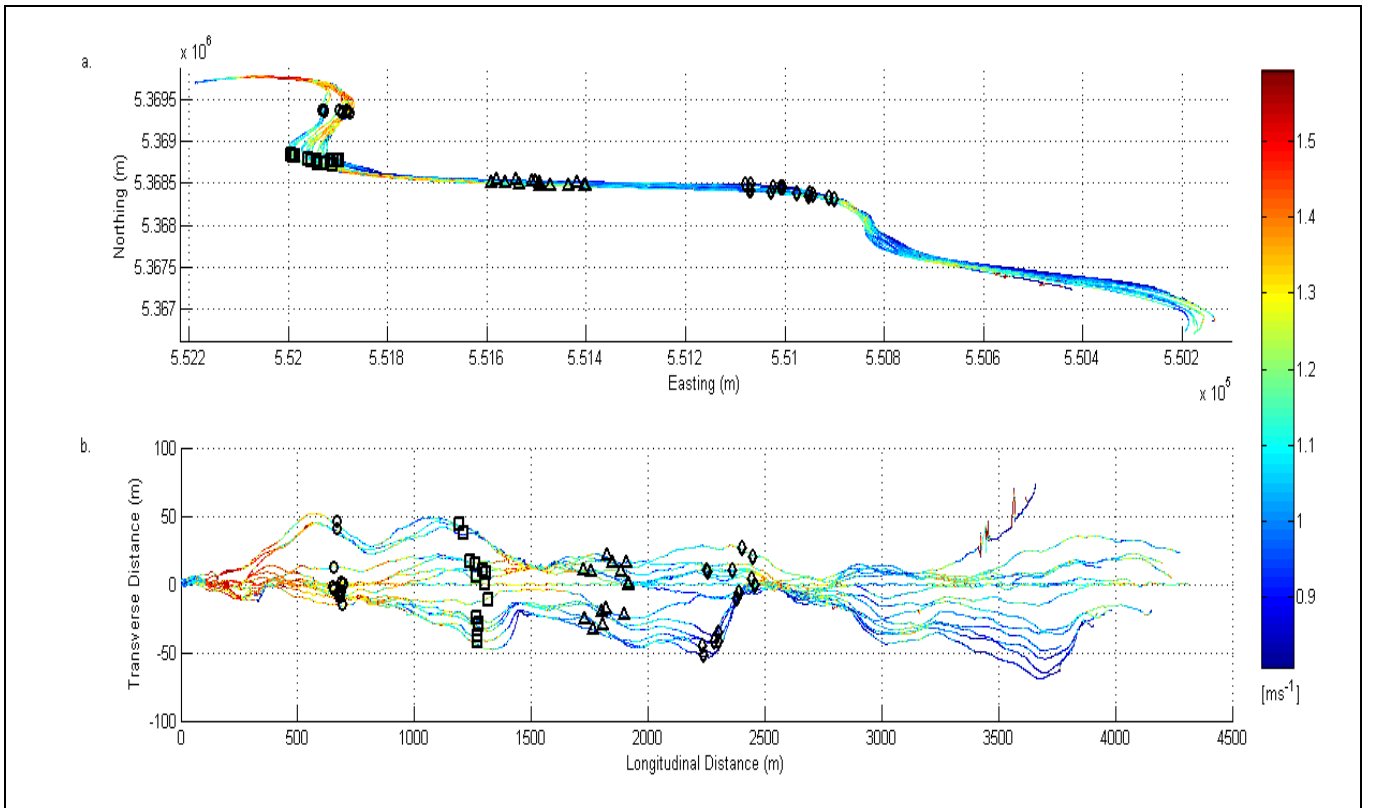 a.
x 10^6
5.3695
5.369
5.3685
5.368
5.3675
5.367
Northing (m)
5.522 5.52 5.518 5.516 5.514 5.512 5.51 5.508 5.506 5.504 5.502
Easting (m)
x 10^5
b.
100
50
0
-50
-100
Transverse Distance (m)
0 500 1000 1500 2000 2500 3000 3500 4000 4500
Longitudinal Distance (m)
1.5
1.4
1.3
1.2
1.1
1
0.9
[ms^-1]